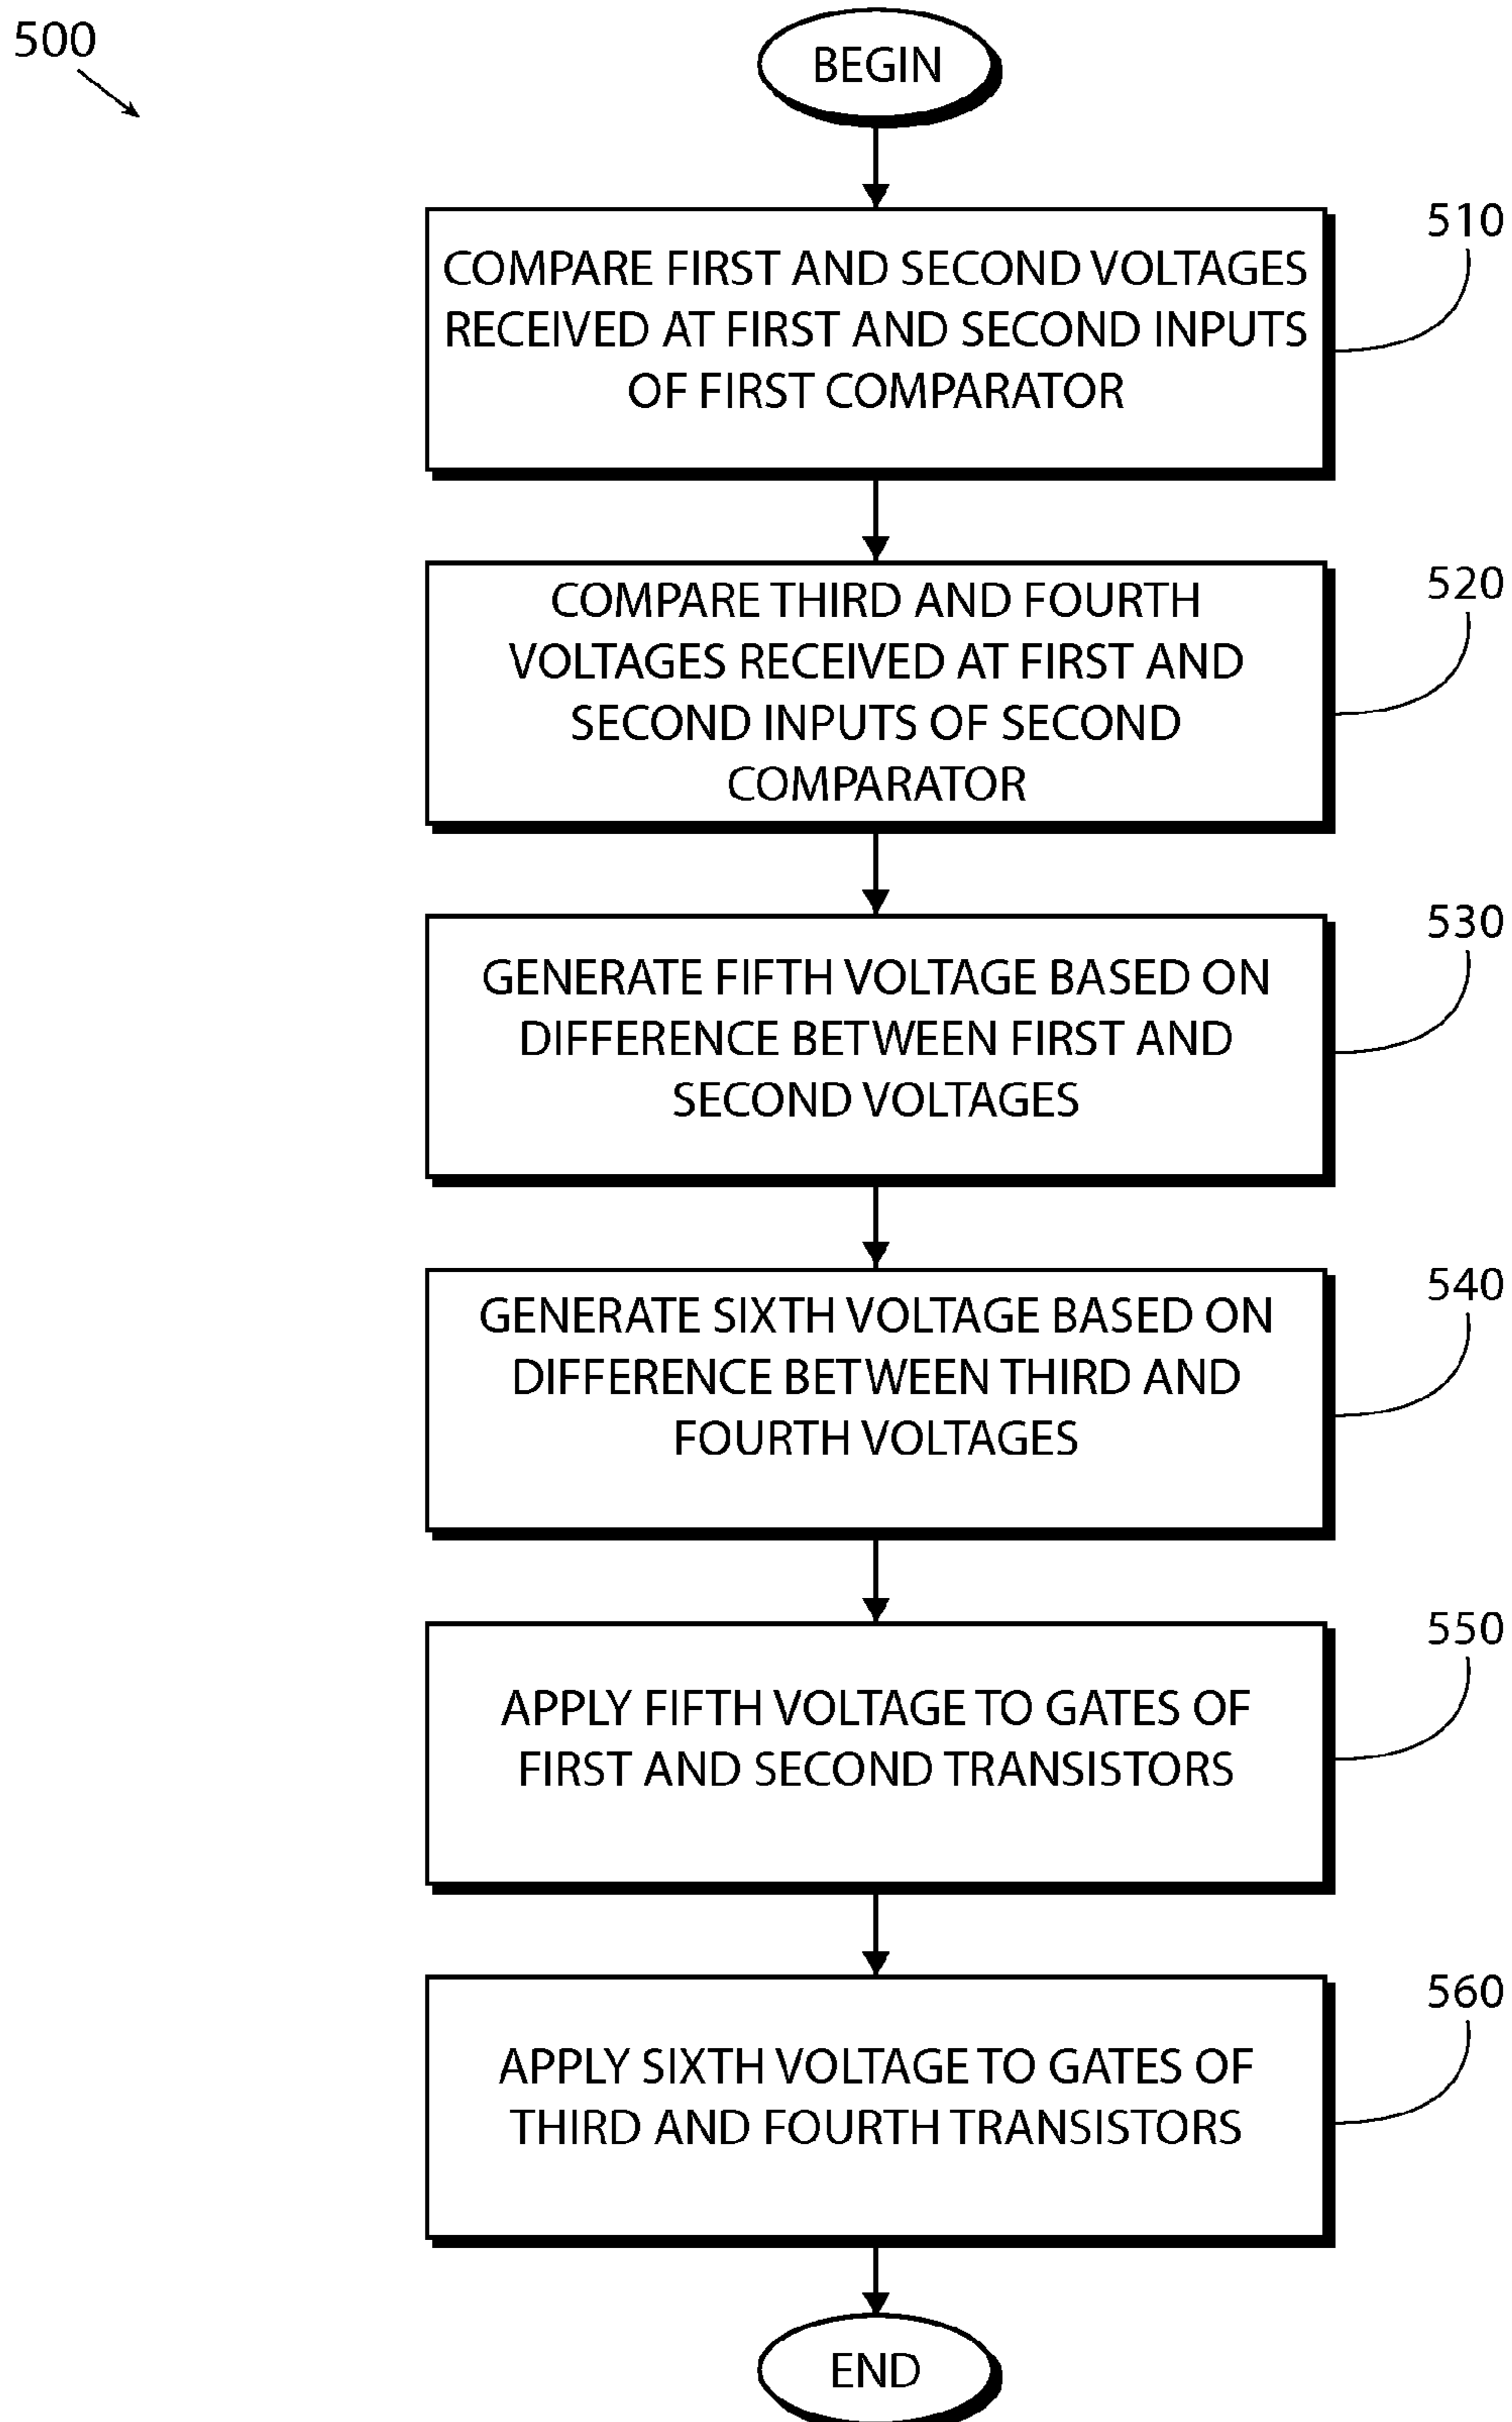 500
BEGIN
510
COMPARE FIRST AND SECOND VOLTAGES
RECEIVED AT FIRST AND SECOND INPUTS
OF FIRST COMPARATOR
520
COMPARE THIRD AND FOURTH
VOLTAGES RECEIVED AT FIRST AND
SECOND INPUTS OF SECOND
COMPARATOR
530
GENERATE FIFTH VOLTAGE BASED ON
DIFFERENCE BETWEEN FIRST AND
SECOND VOLTAGES
540
GENERATE SIXTH VOLTAGE BASED ON
DIFFERENCE BETWEEN THIRD AND
FOURTH VOLTAGES
550
APPLY FIFTH VOLTAGE TO GATES OF
FIRST AND SECOND TRANSISTORS
560
APPLY SIXTH VOLTAGE TO GATES OF
THIRD AND FOURTH TRANSISTORS
END